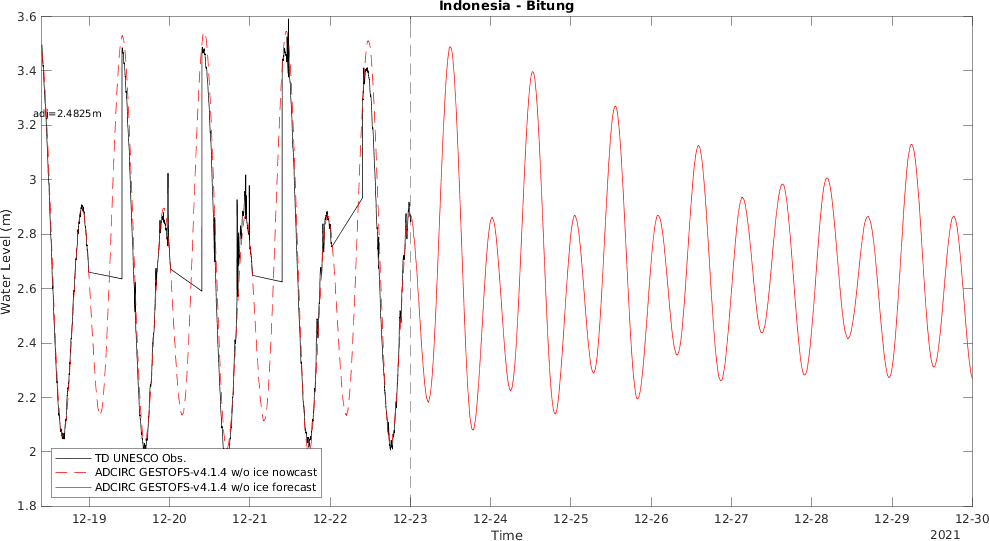 Indonesia - Bitung
3.6
3.4
adj=2.4825m
3.2
3
2.8
2.6
2.4
2.2
2
1.8
Water Level (m)
TD UNESCO Obs.
ADCIRC GESTOFS-v4.1.4 w/o ice nowcast
ADCIRC GESTOFS-v4.1.4 w/o ice forecast
12-19 12-20 12-21 12-22 12-23 12-24 12-25 12-26 12-27 12-28 12-29 12-30
Time
2021